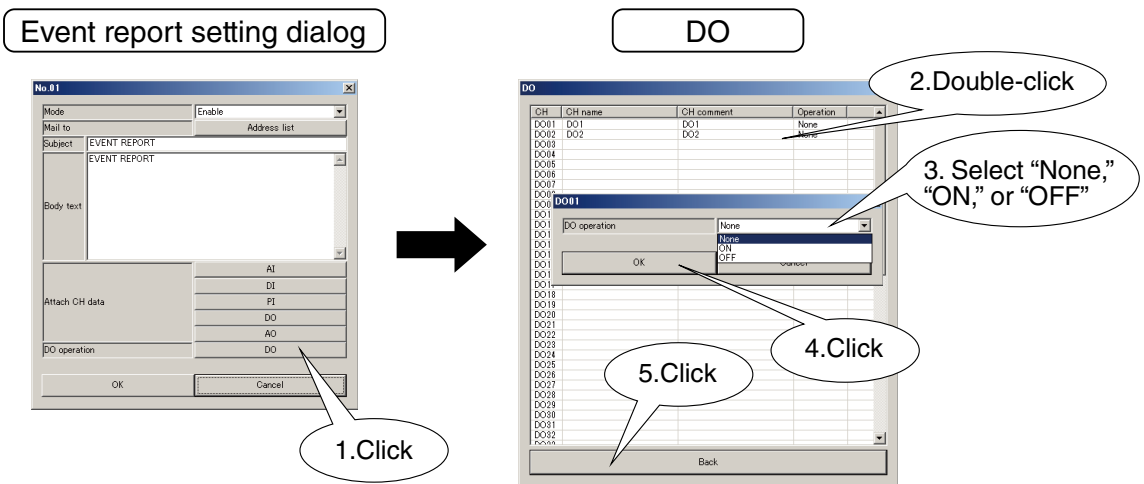 Event report setting dialog
DO
No.01
Mode
Enable
Mail to
Address list
Subject
EVENT REPORT
Body text
EVENT REPORT
Attach CH data
AI
DI
PI
DO
AO
DO operation
DO
OK
Cancel
1.Click
DO
CH CH name CH comment Operation
DO01 DO1 DO1 None
DO02 DO2 DO2 None
DO03
DO04
DO05
DO06
DO07
DO01
DO operation
None
None
ON
OFF
OK
Cancel
DO18
DO19
DO20
DO21
DO22
DO23
DO24
DO25
DO26
DO27
DO28
DO29
DO30
DO31
DO32
Back
2.Double-click
3. Select “None,”
“ON,” or “OFF”
4.Click
5.Click